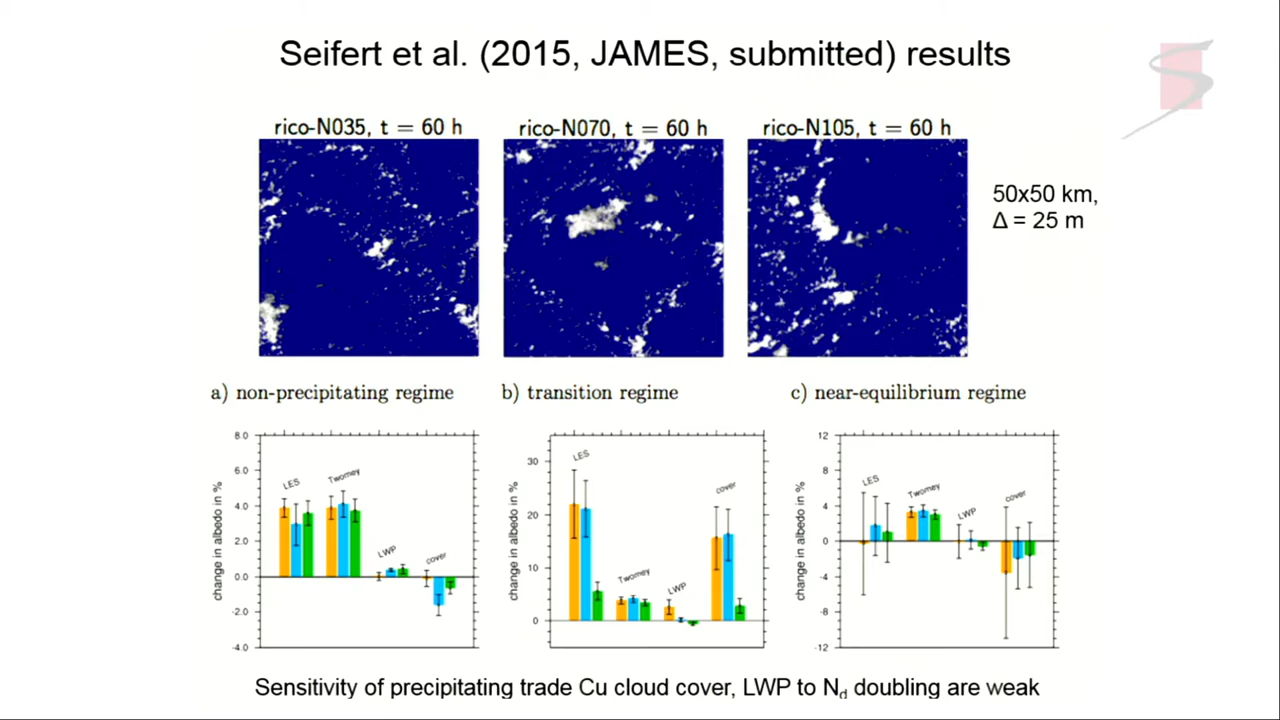 Seifert et al. (2015, JAMES, submitted) results
rico-N035, t = 60 h
rico-N070, t = 60 h
rico-N105, t = 60 h
50x50 km,
Δ = 25 m
a) non-precipitating regime
b) transition regime
c) near-equilibrium regime
change in albedo in %
8.0
6.0
4.0
2.0
0.0
-2.0
-4.0
LES
Twomey
LWP
cover
change in albedo in %
30
20
10
0
LES
Twomey
LWP
cover
change in albedo in %
12
8
4
0
-4
-8
-12
LES
Twomey
LWP
cover
Sensitivity of precipitating trade Cu cloud cover, LWP to Nd doubling are weak